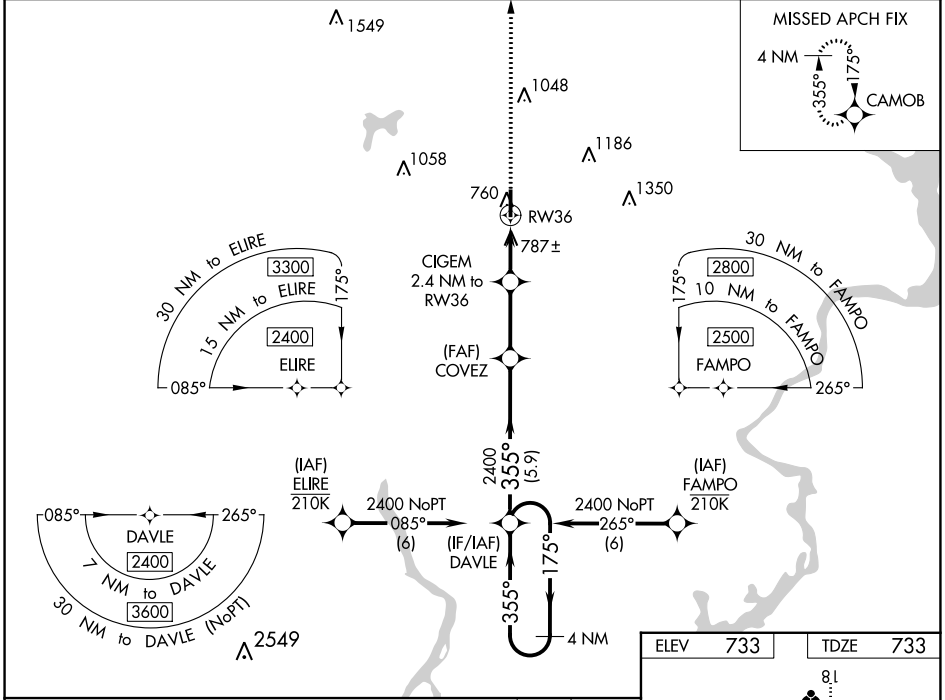 1549
MISSED APCH FIX
4 NM
355°
175°
CAMOB
1048
1186
1058
1350
760
RW36
787±
CIGEM
2.4 NM to
RW36
(FAF)
COVEZ
30 NM to ELIRE
3300
15 NM to ELIRE
2400
175°
ELIRE
085°
30 NM to FAMPO
2800
10 NM to FAMPO
2500
175°
FAMPO
265°
2400
355°
(5.9)
(IAF)
ELIRE
210K
2400 NoPT
085°
(6)
(IF/IAF)
DAVLE
2400 NoPT
265°
(6)
(IAF)
FAMPO
210K
085°
265°
DAVLE
2400
7 NM to DAVLE
3600
30 NM to DAVLE (NoPT)
2549
355°
175°
4 NM
ELEV 733
TDZE 733
18